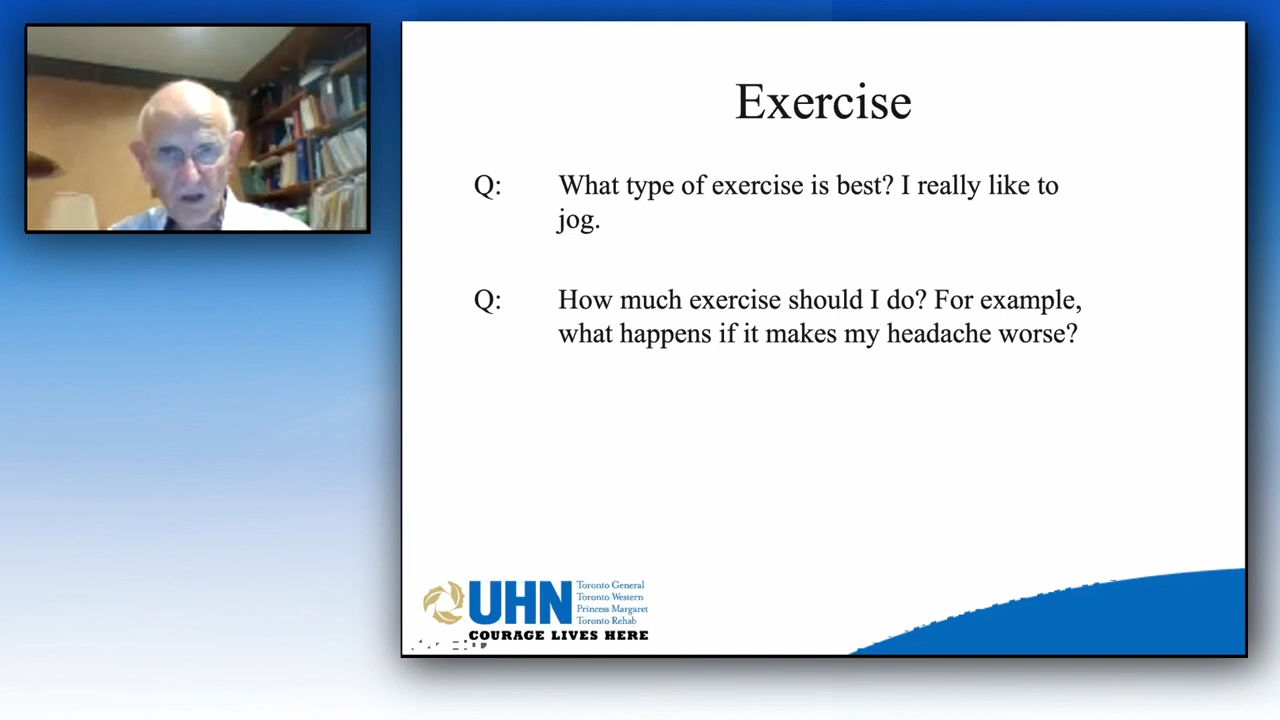 Exercise
Q: What type of exercise is best? I really like to
jog.
Q: How much exercise should I do? For example,
what happens if it makes my headache worse?
UHN
Toronto General
Toronto Western
Princess Margaret
Toronto Rehab
COURAGE LIVES HERE